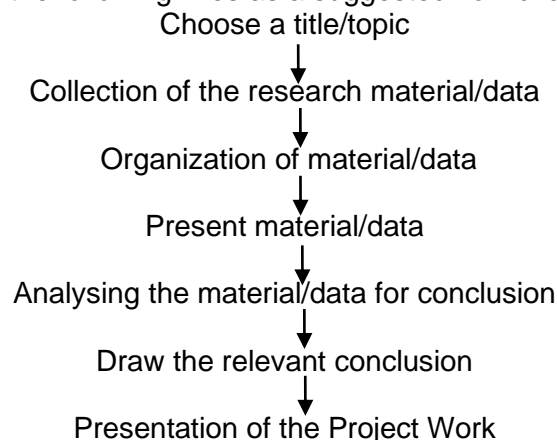 Choose a title/topic
Collection of the research material/data
Organization of material/data
Present material/data
Analysing the material/data for conclusion
Draw the relevant conclusion
Presentation of the Project Work